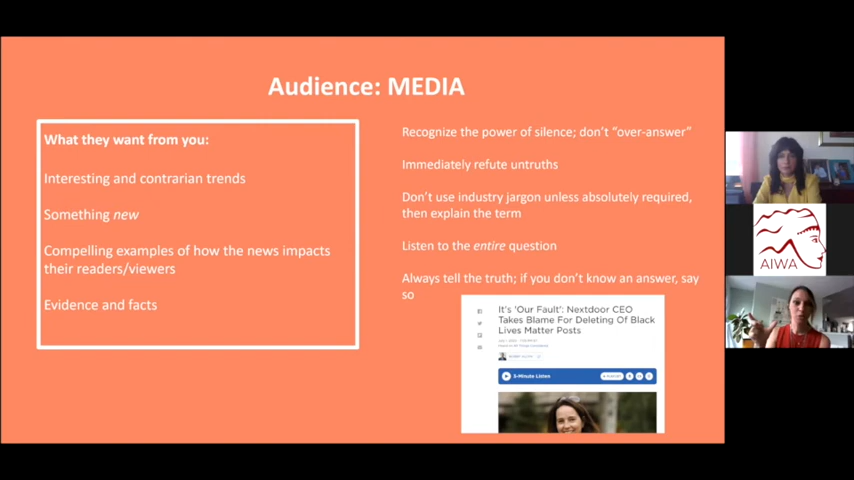 Audience: MEDIA
What they want from you:
Interesting and contrarian trends
Something new
Compelling examples of how the news impacts
their readers/viewers
Evidence and facts
Recognize the power of silence; don't "over-answer"
Immediately refute untruths
Don't use industry jargon unless absolutely required,
then explain the term
Listen to the entire question
Always tell the truth; if you don't know an answer, say
so
It's 'Our Fault': Nextdoor CEO
Takes Blame For Deleting Of Black
Lives Matter Posts
3-Minute Listen
AIWA